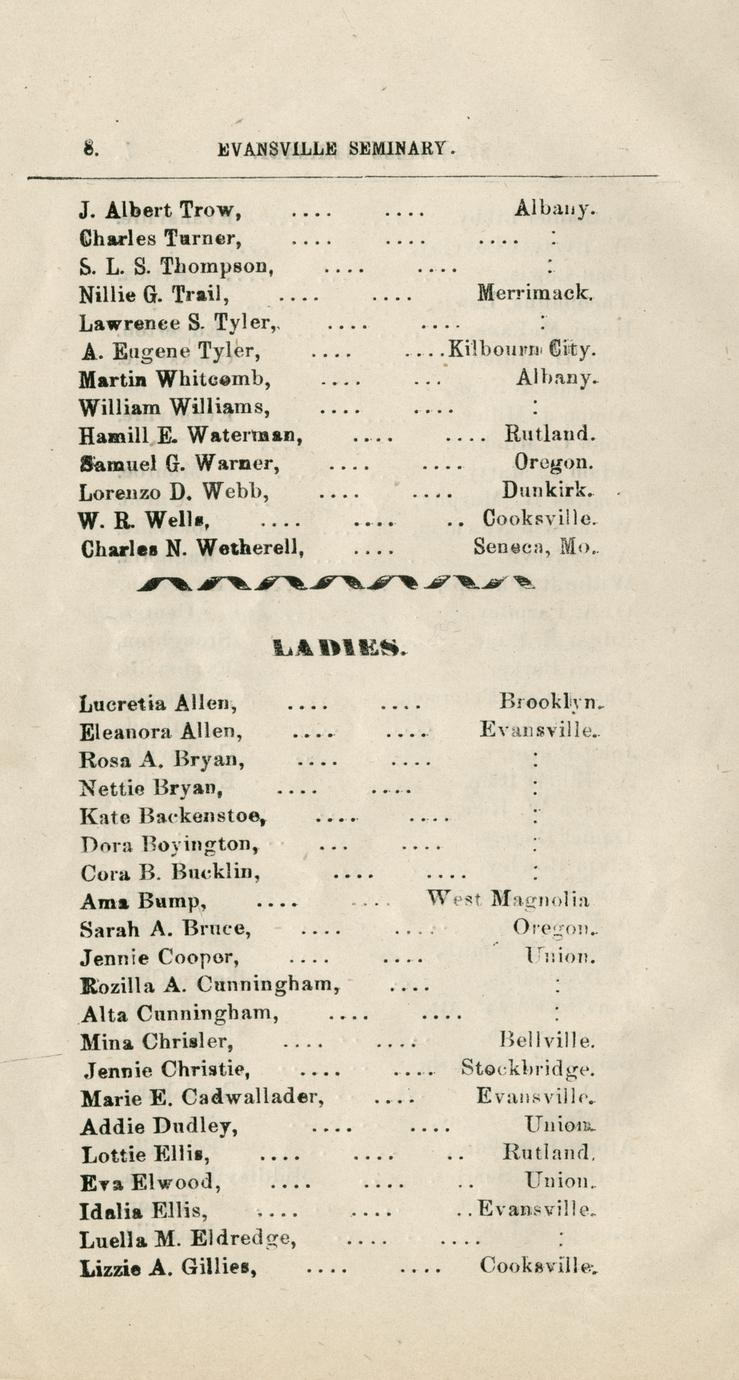 8. EVANSVILLE SEMINARY.
J. Albert Trow, .... .... Albany.
Charles Turner, .... .... .... :
S. L. S. Thompson, .... .... :
Nillie G. Trail, .... .... Merrimack.
Lawrence S. Tyler, .... .... :
A. Eugene Tyler, .... .... Kilbourn City.
Martin Whitcomb, .... ... Albany.
William Williams, .... .... :
Hamill E. Waterman, .... .... Rutland.
Samuel G. Warner, .... .... Oregon.
Lorenzo D. Webb, .... .... Dunkirk.
W. R. Wells, .... .... .. Cooksville.
Charles N. Wetherell, .... Seneca, Mo.
LADIES.
Lucretia Allen, .... .... Brooklyn.
Eleanora Allen, .... .... Evansville.
Rosa A. Bryan, .... .... :
Nettie Bryan, .... .... :
Kate Backenstoe, .... .... :
Dora Boyington, ... .... :
Cora B. Bucklin, .... .... :
Ama Bump, .... .... West Magnolia
Sarah A. Bruce, .... .... Oregon.
Jennie Cooper, .... .... Union.
Rozilla A. Cunningham, .... :
Alta Cunningham, .... .... :
Mina Chrisler, .... .... Bellville.
Jennie Christie, .... .... Stockbridge.
Marie E. Cadwallader, .... Evansville.
Addie Dudley, .... .... Union.
Lottie Ellis, .... .... .. Rutland.
Eva Elwood, .... .... .. Union.
Idalia Ellis, .... .... .. Evansville.
Luella M. Eldredge, .... .... :
Lizzie A. Gillies, .... .... Cooksville.